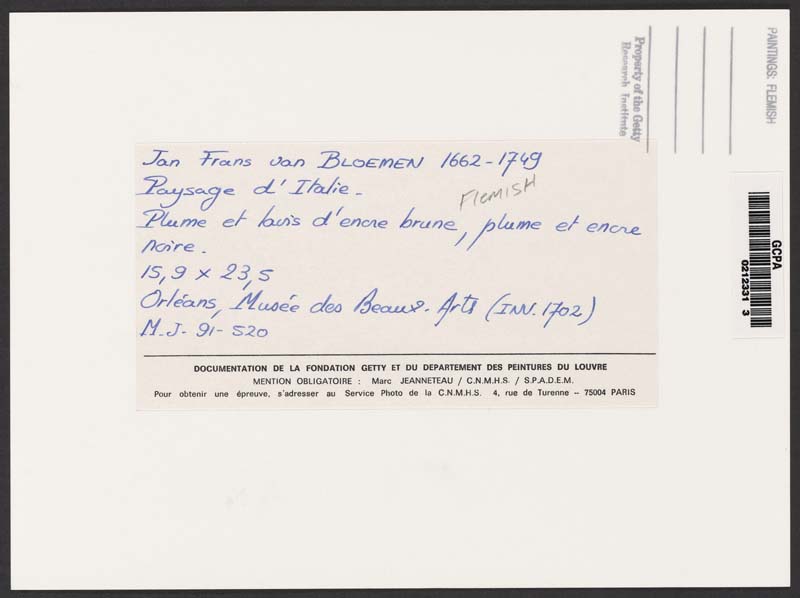 Jan Frans van BLOEMEN 1662-1749
Paysage d'Italie.
FLEMISH
Plume et lavis d'encre brune, plume et encre
noire.
15,9 x 23,5
Orléans, Musée des Beaux-Arts (INV. 1702)
M.J- 91- 520
DOCUMENTATION DE LA FONDATION GETTY ET DU DEPARTEMENT DES PEINTURES DU LOUVRE
MENTION OBLIGATOIRE : Marc JEANNETEAU / C.N.M.H.S. / S.P.A.D.E.M.
Pour obtenir une épreuve, s'adresser au Service Photo de la C.N.M.H.S. 4, rue de Turenne – 75004 PARIS
Property of the Getty
Research Institute
PAINTINGS: FLEMISH
GCPA
0212331 3